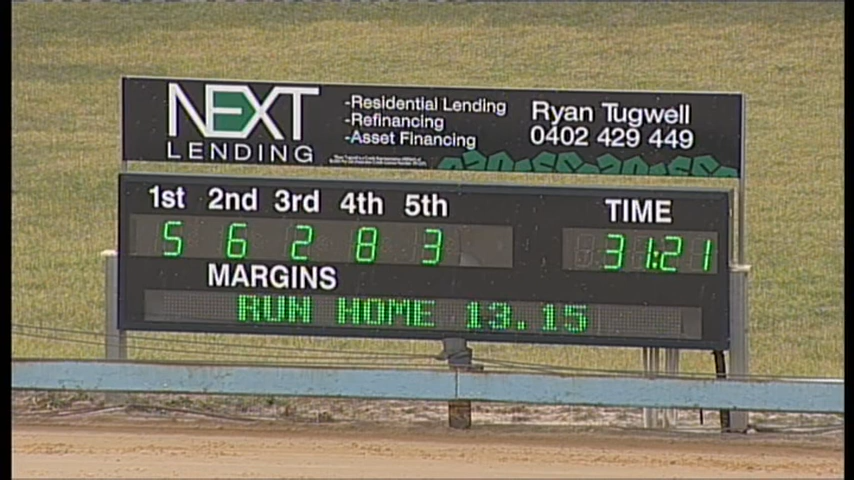 NEXT
LENDING
-Residential Lending
-Refinancing
-Asset Financing
Ryan Tugwell
0402 429 449
1st 2nd 3rd 4th 5th
5 6 2 8 3
TIME
31:21
MARGINS
RUN HOME 13.15